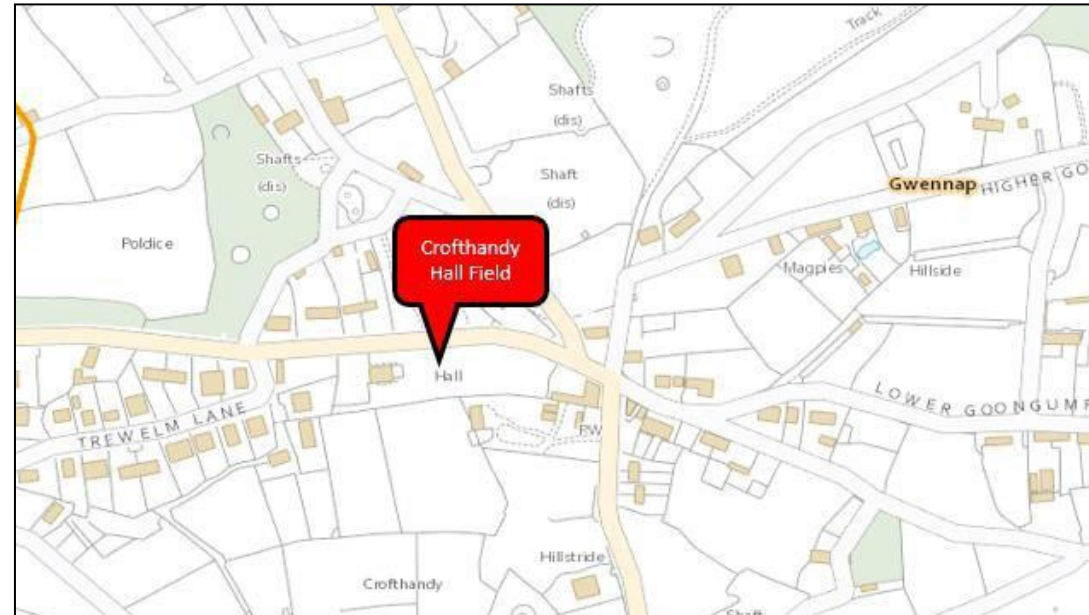 Track
Shafts
(dis)
Shafts
(dis)
Shaft
(dis)
Gwennap
HIGHER GO
Poldice
Crofthandy
Hall Field
Magpies
Hillside
Hall
LOWER GOONGUMP
TREWELM LANE
PW
Hillstride
Crofthandy
Shaft